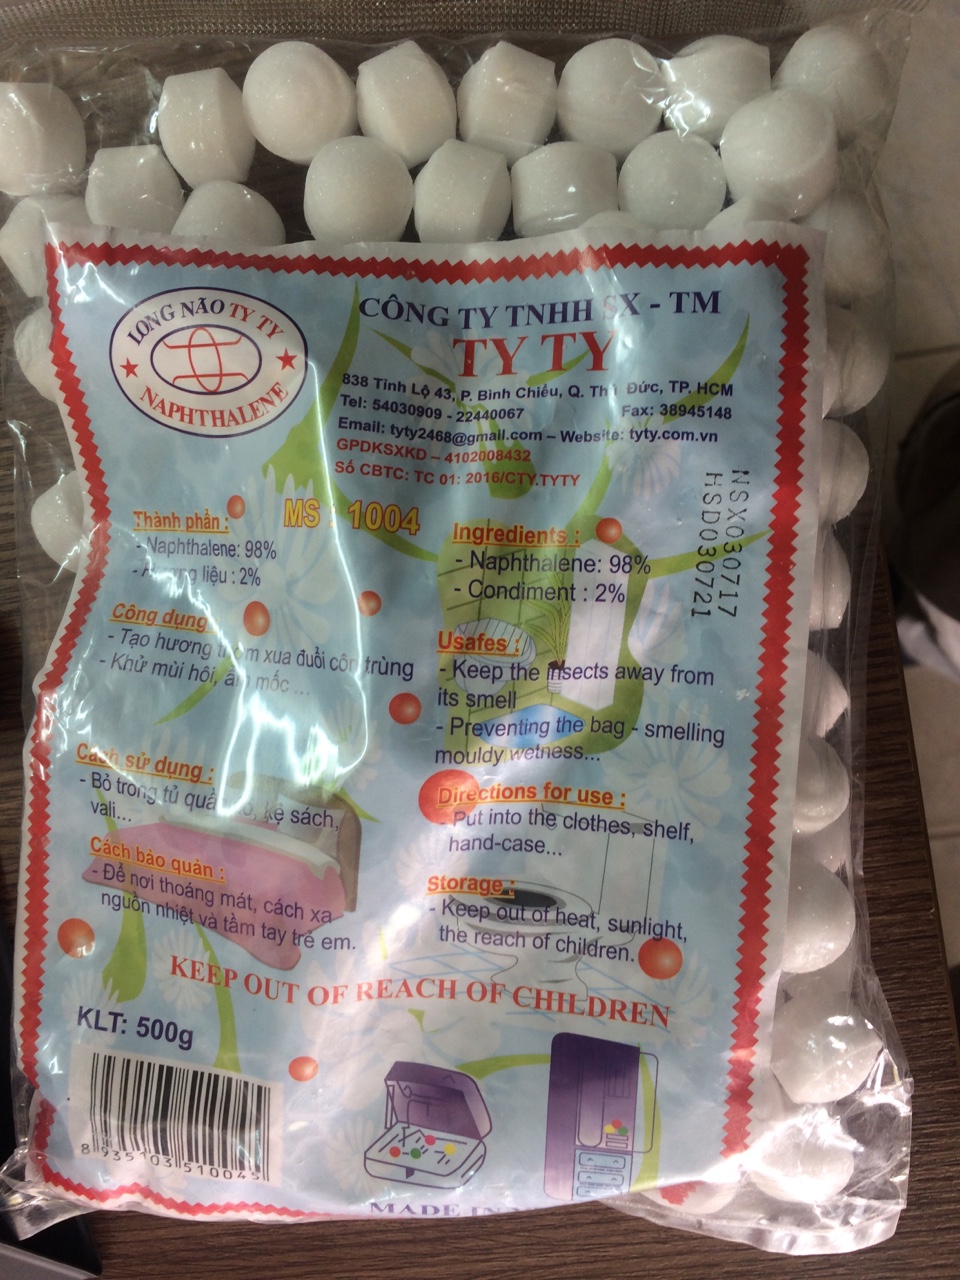 LONG NÃO TY TY
NAPHTHALENE
CÔNG TY TNHH SX - TM
TY TY
838 Tỉnh Lộ 43, P. Bình Chiểu, Q. Thủ Đức, TP. HCM
Tel: 54030909 - 22440067 Fax: 38945148
Email: tyty2468@gmail.com – Website: tyty.com.vn
GPDKSXKD – 4102008432
Số CBTC: TC 01: 2016/CTY.TYTY
NSX030717
HSD030721
MS : 1004
Thành phần :
- Naphthalene: 98%
- Hương liệu : 2%
Công dụng
- Tạo hương thơm xua đuổi côn trùng
- Khử mùi hôi, ẩm mốc ...
Cách sử dụng :
- Bỏ trong tủ quần áo, kệ sách,
vali...
Cách bảo quản :
- Để nơi thoáng mát, cách xa
nguồn nhiệt và tầm tay trẻ em.
Ingredients :
- Naphthalene: 98%
- Condiment : 2%
Usafes :
- Keep the insects away from
its smell
- Preventing the bag - smelling
mouldy wetness...
Directions for use :
- Put into the clothes, shelf,
hand-case...
Storage :
- Keep out of heat, sunlight,
the reach of children.
KEEP OUT OF REACH OF CHILDREN
KLT: 500g
8 935103 510045
MADE IN